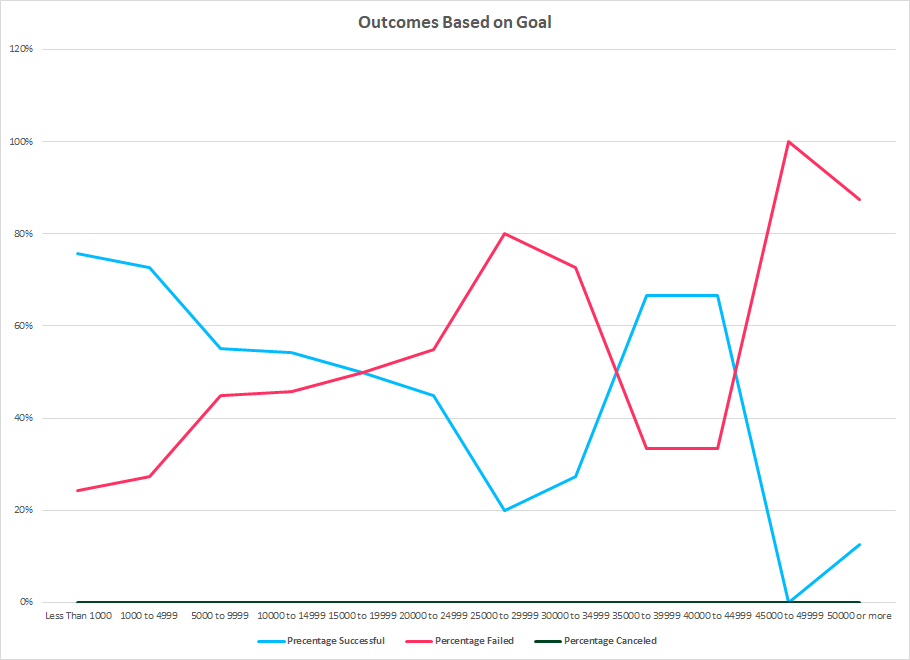 Outcomes Based on Goal
120%
100%
80%
60%
40%
20%
0%
Less Than 1000 1000 to 4999 5000 to 9999 10000 to 14999 15000 to 19999 20000 to 24999 25000 to 29999 30000 to 34999 35000 to 39999 40000 to 44999 45000 to 49999 50000 or more
Precentage Successful Percentage Failed Percentage Canceled